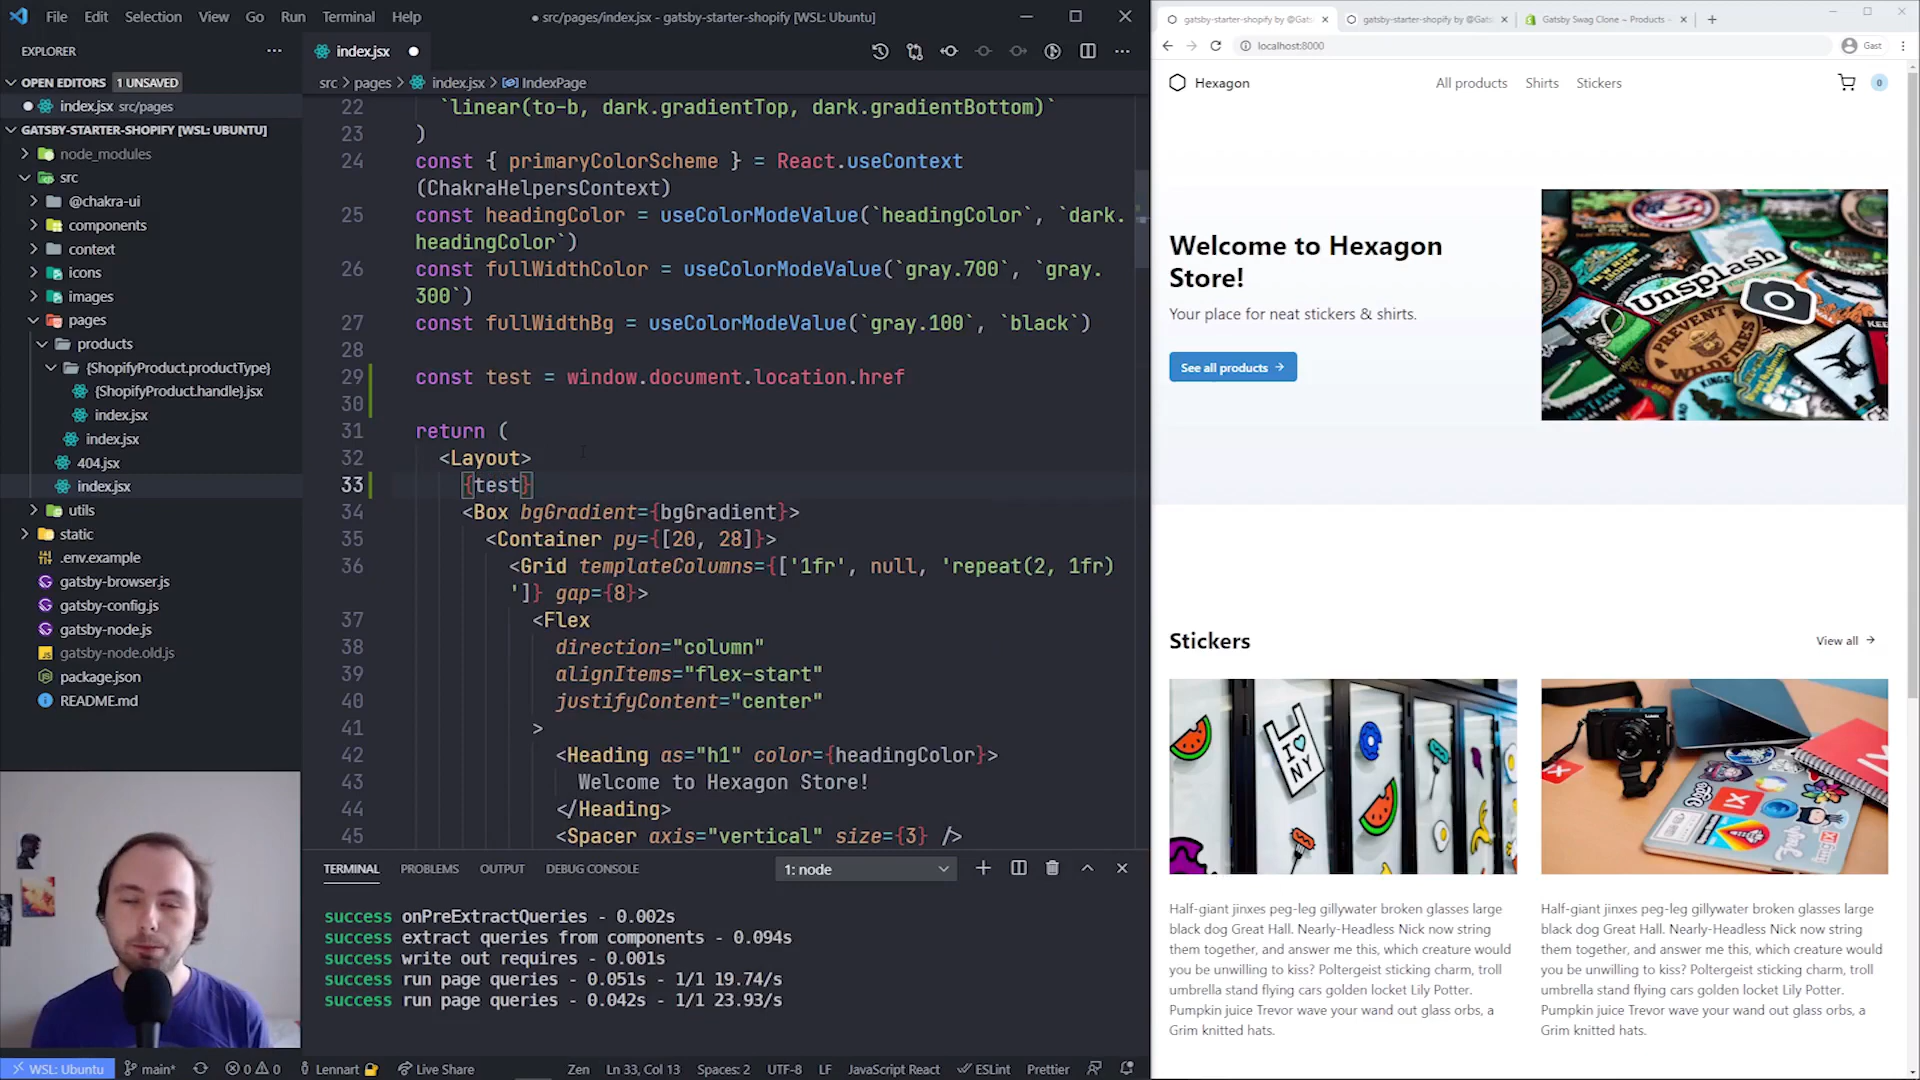 File Edit Selection View Go Run Terminal Help
● src/pages/index.jsx - gatsby-starter-shopify [WSL: Ubuntu]
EXPLORER
OPEN EDITORS 1 UNSAVED
index.jsx src/pages
GATSBY-STARTER-SHOPIFY [WSL: UBUNTU]
node_modules
src
@chakra-ui
components
context
icons
images
pages
products
{ShopifyProduct.productType}
{ShopifyProduct.handle}.jsx
index.jsx
index.jsx
404.jsx
index.jsx
utils
static
.env.example
gatsby-browser.js
gatsby-config.js
gatsby-node.js
gatsby-node.old.js
package.json
README.md
index.jsx
src > pages > index.jsx > IndexPage
22 `linear(to-b, dark.gradientTop, dark.gradientBottom)`
23 )
24 const { primaryColorScheme } = React.useContext
(ChakraHelpersContext)
25 const headingColor = useColorModeValue(`headingColor`, `dark.
headingColor`)
26 const fullWidthColor = useColorModeValue(`gray.700`, `gray.
300`)
27 const fullWidthBg = useColorModeValue(`gray.100`, `black`)
28
29 const test = window.document.location.href
30
31 return (
32 <Layout>
33 {test}
34 <Box bgGradient={bgGradient}>
35 <Container py={[20, 28]}>
36 <Grid templateColumns={['1fr', null, 'repeat(2, 1fr)
']} gap={8}>
37 <Flex
38 direction="column"
39 alignItems="flex-start"
40 justifyContent="center"
41 >
42 <Heading as="h1" color={headingColor}>
43 Welcome to Hexagon Store!
44 </Heading>
45 <Spacer axis="vertical" size={3} />
TERMINAL PROBLEMS OUTPUT DEBUG CONSOLE 1: node
success onPreExtractQueries - 0.002s
success extract queries from components - 0.094s
success write out requires - 0.001s
success run page queries - 0.051s - 1/1 19.74/s
success run page queries - 0.042s - 1/1 23.93/s
WSL: Ubuntu main* 0 0 Lennart Live Share Zen Ln 33, Col 13 Spaces: 2 UTF-8 LF JavaScript React ESLint Prettier
gatsby-starter-shopify by @Gats
gatsby-starter-shopify by @Gats
Gatsby Swag Clone – Products –
localhost:8000
Gast
Hexagon All products Shirts Stickers 0
Welcome to Hexagon
Store!
Your place for neat stickers & shirts.
See all products
Unsplash
PREVENT
WILDFIRES
Stickers View all
I NY
Half-giant jinxes peg-leg gillywater broken glasses large
black dog Great Hall. Nearly-Headless Nick now string
them together, and answer me this, which creature would
you be unwilling to kiss? Poltergeist sticking charm, troll
umbrella stand flying cars golden locket Lily Potter.
Pumpkin juice Trevor wave your wand out glass orbs, a
Grim knitted hats.
Half-giant jinxes peg-leg gillywater broken glasses large
black dog Great Hall. Nearly-Headless Nick now string
them together, and answer me this, which creature would
you be unwilling to kiss? Poltergeist sticking charm, troll
umbrella stand flying cars golden locket Lily Potter.
Pumpkin juice Trevor wave your wand out glass orbs, a
Grim knitted hats.